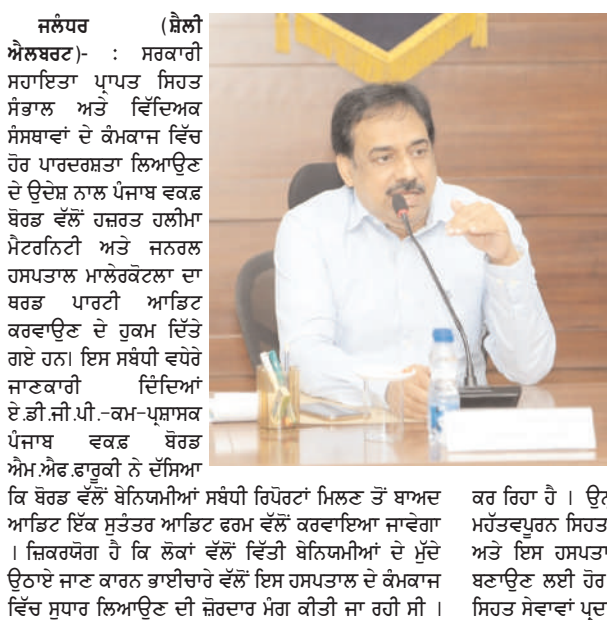 ਜਲੰਧਰ (ਸ਼ੈਲੀ
ਐਲਬਰਟ)- : ਸਰਕਾਰੀ
ਸਹਾਇਤਾ ਪ੍ਰਾਪਤ ਸਿਹਤ
ਸੰਭਾਲ ਅਤੇ ਵਿੱਦਿਅਕ
ਸੰਸਥਾਵਾਂ ਦੇ ਕੰਮਕਾਜ ਵਿੱਚ
ਹੋਰ ਪਾਰਦਰਸ਼ਤਾ ਲਿਆਉਣ
ਦੇ ਉਦੇਸ਼ ਨਾਲ ਪੰਜਾਬ ਵਕਫ਼
ਬੋਰਡ ਵੱਲੋਂ ਹਜ਼ਰਤ ਹਲੀਮਾ
ਮੈਟਰਨਿਟੀ ਅਤੇ ਜਨਰਲ
ਹਸਪਤਾਲ ਮਾਲੇਰਕੋਟਲਾ ਦਾ
ਥਰਡ ਪਾਰਟੀ ਆਡਿਟ
ਕਰਵਾਉਣ ਦੇ ਹੁਕਮ ਦਿੱਤੇ
ਗਏ ਹਨ। ਇਸ ਸਬੰਧੀ ਵਧੇਰੇ
ਜਾਣਕਾਰੀ ਦਿੰਦਿਆਂ
ਏ.ਡੀ.ਜੀ.ਪੀ.-ਕਮ-ਪ੍ਰਸ਼ਾਸਕ
ਪੰਜਾਬ ਵਕਫ਼ ਬੋਰਡ
ਐਮ.ਐਫ.ਫਾਰੂਕੀ ਨੇ ਦੱਸਿਆ
ਕਿ ਬੋਰਡ ਵੱਲੋਂ ਬੇਨਿਯਮੀਆਂ ਸਬੰਧੀ ਰਿਪੋਰਟਾਂ ਮਿਲਣ ਤੋਂ ਬਾਅਦ
ਆਡਿਟ ਇੱਕ ਸੁਤੰਤਰ ਆਡਿਟ ਫਰਮ ਵੱਲੋਂ ਕਰਵਾਇਆ ਜਾਵੇਗਾ
। ਜ਼ਿਕਰਯੋਗ ਹੈ ਕਿ ਲੋਕਾਂ ਵੱਲੋਂ ਵਿੱਤੀ ਬੇਨਿਯਮੀਆਂ ਦੇ ਮੁੱਦੇ
ਉਠਾਏ ਜਾਣ ਕਾਰਨ ਭਾਈਚਾਰੇ ਵੱਲੋਂ ਇਸ ਹਸਪਤਾਲ ਦੇ ਕੰਮਕਾਜ
ਵਿੱਚ ਸੁਧਾਰ ਲਿਆਉਣ ਦੀ ਜ਼ੋਰਦਾਰ ਮੰਗ ਕੀਤੀ ਜਾ ਰਹੀ ਸੀ ।
ਕਰ ਰਿਹਾ ਹੈ ।
ਮਹੱਤਵਪੂਰਨ ਸਿਹਤ
ਅਤੇ ਇਸ
ਬਣਾਉਣ ਲਈ ਹੋਰ
ਸਿਹਤ ਸੇਵਾਵਾਂ